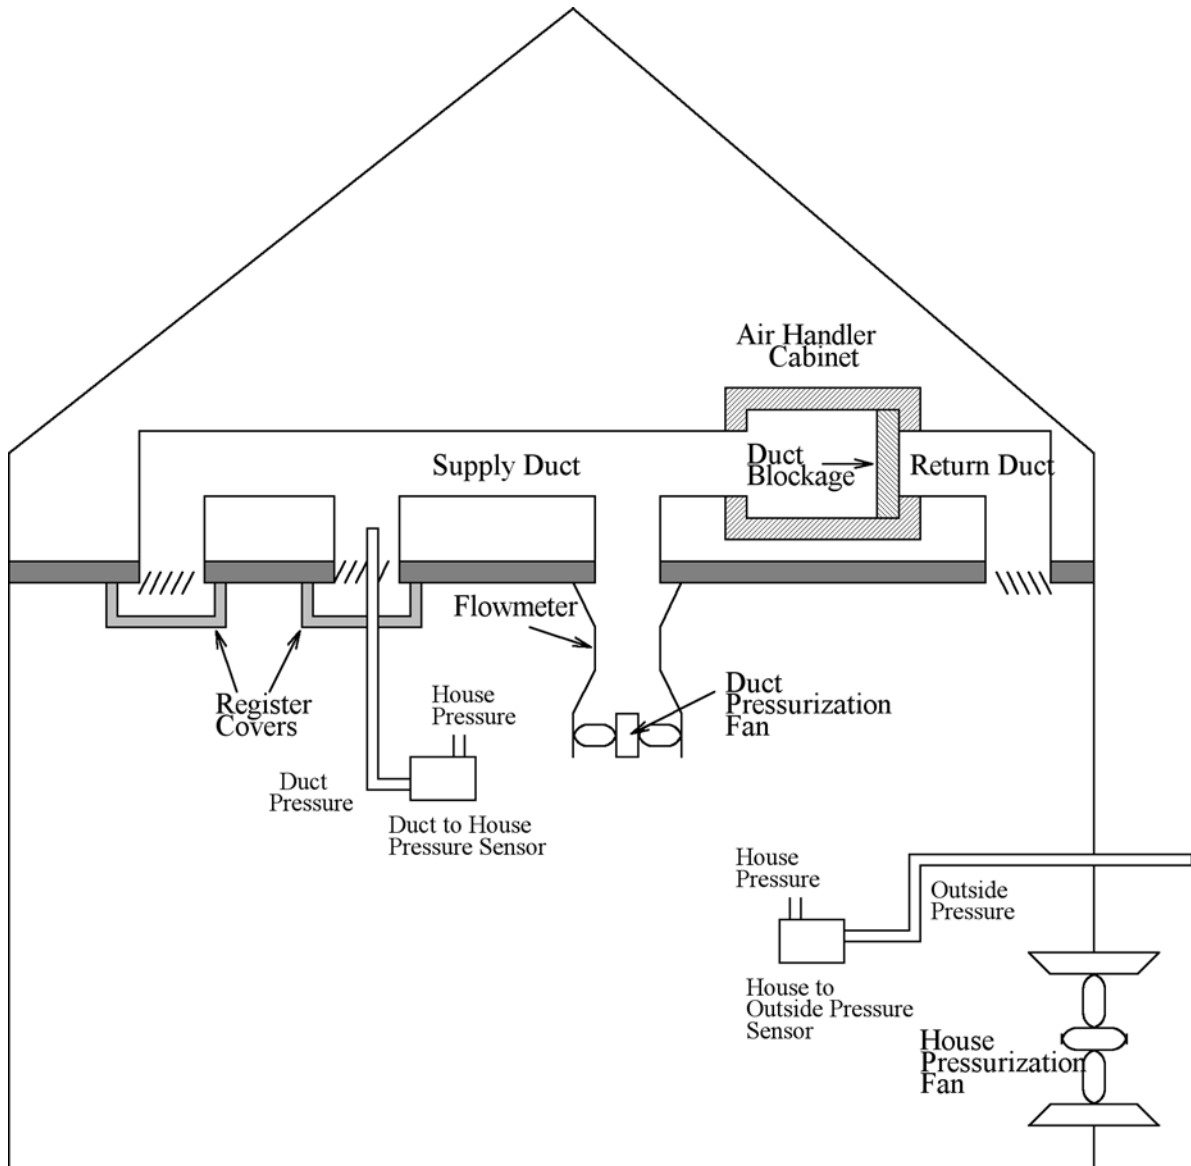 Air Handler
Cabinet
Supply Duct
Duct
Blockage
Return Duct
Flowmeter
Register
Covers
House
Pressure
Duct
Pressurization
Fan
Duct
Pressure
Duct to House
Pressure Sensor
House
Pressure
Outside
Pressure
House to
Outside Pressure
Sensor
House
Pressurization
Fan